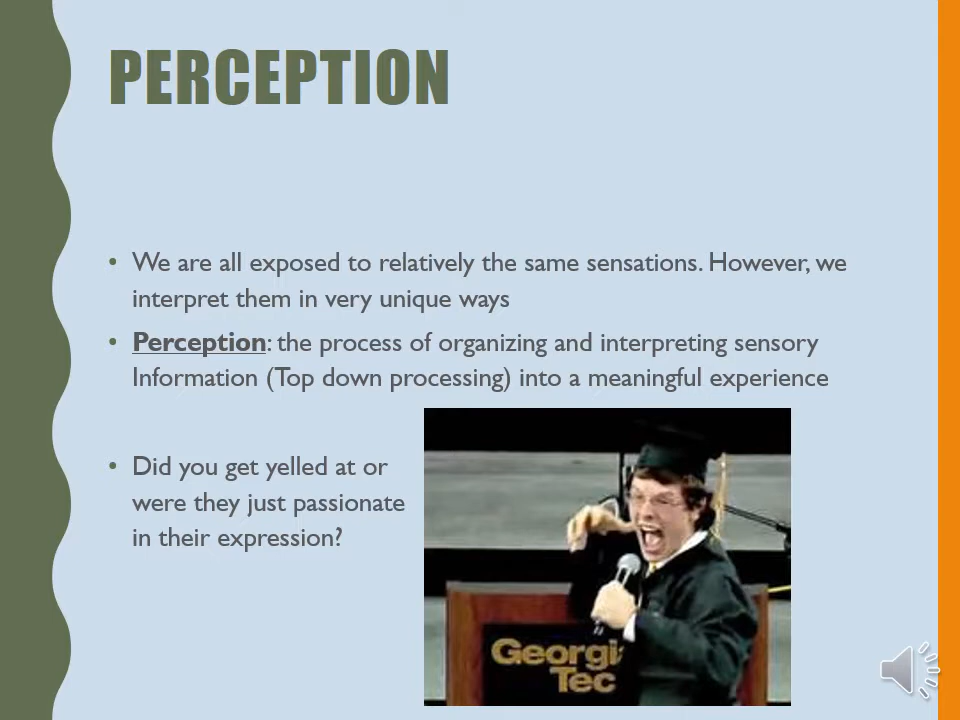 PERCEPTION
• We are all exposed to relatively the same sensations. However, we
interpret them in very unique ways
• Perception: the process of organizing and interpreting sensory
Information (Top down processing) into a meaningful experience
• Did you get yelled at or
were they just passionate
in their expression?
Georgi
Tec